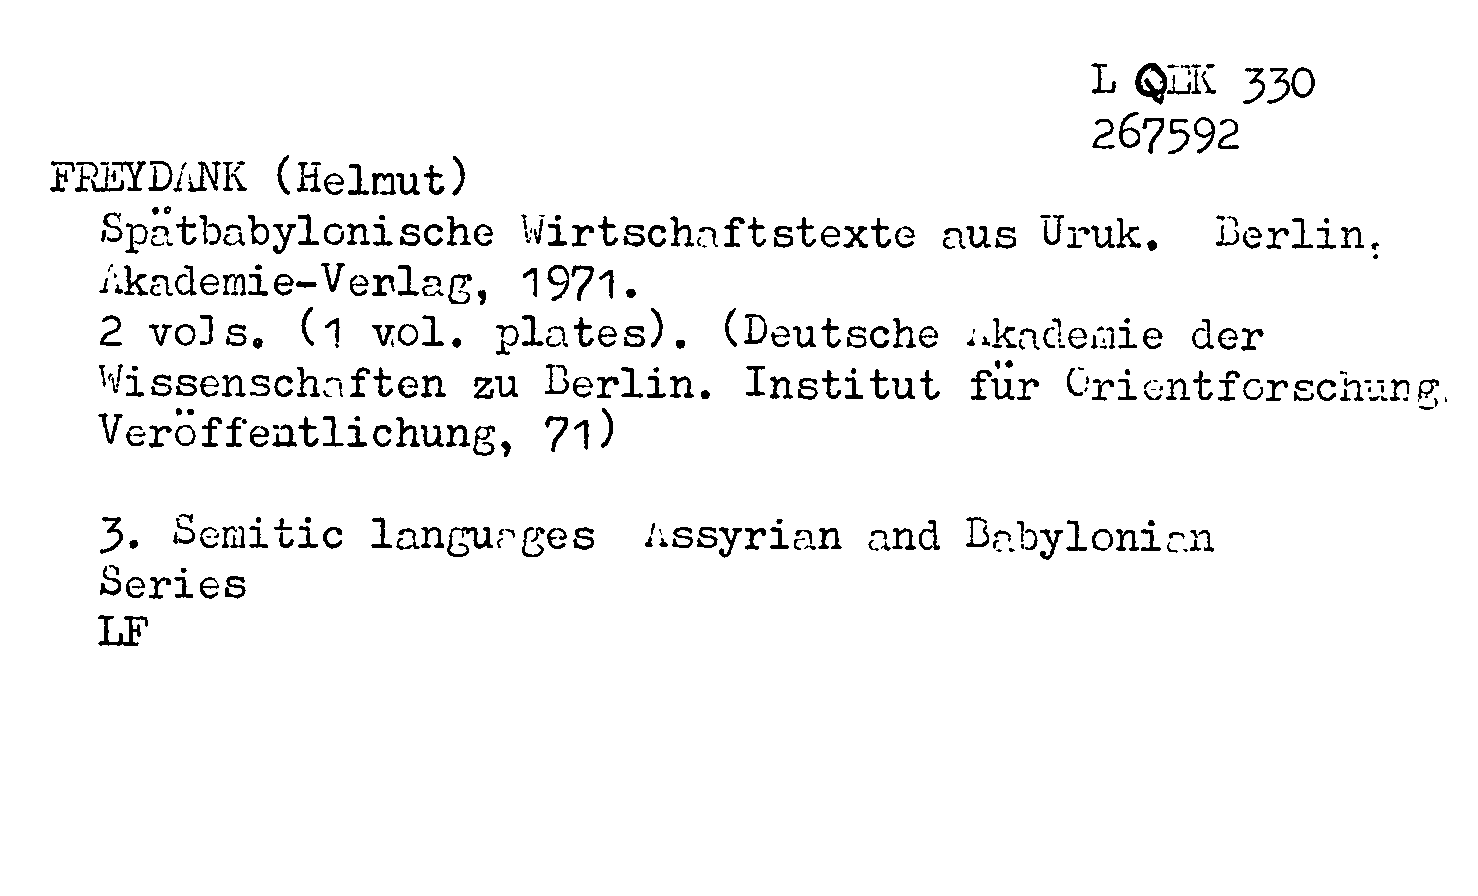 L QEK 330
267592
FREYDANK (Helmut)
Spätbabylonische Wirtschaftstexte aus Uruk. Berlin,
Akademie-Verlag, 1971.
2 vols. (1 vol. plates). (Deutsche Akademie der
Wissenschaften zu Berlin. Institut für Orientforschung.
Veröffentlichung, 71)
3. Semitic languages Assyrian and Babylonian
Series
LF